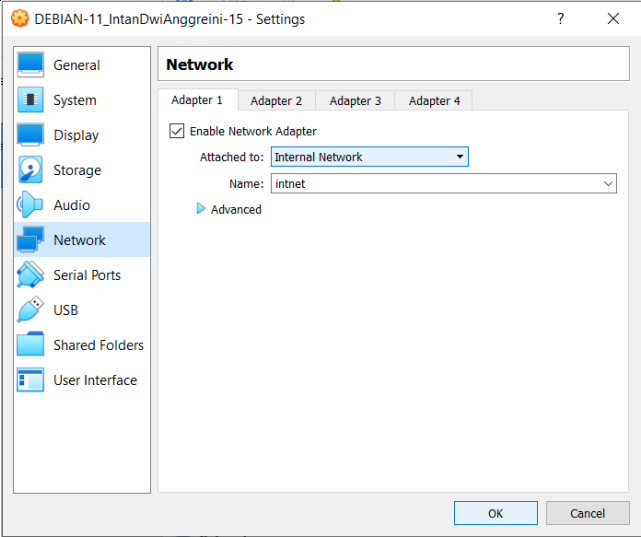 DEBIAN-11_IntanDwiAnggreini-15 - Settings
?
General
System
Display
Storage
Audio
Network
Serial Ports
USB
Shared Folders
User Interface
Network
Adapter 1 Adapter 2 Adapter 3 Adapter 4
Enable Network Adapter
Attached to: Internal Network
Name: intnet
Advanced
OK Cancel